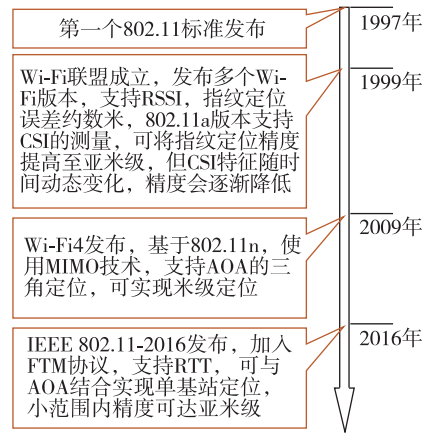 第一个802.11标准发布
1997年
Wi-Fi联盟成立，发布多个Wi-
Fi版本，支持RSSI，指纹定位
误差约数米，802.11a版本支持
CSI的测量，可将指纹定位精度
提高至亚米级，但CSI特征随时
间动态变化，精度会逐渐降低
1999年
Wi-Fi4发布，基于802.11n，使
用MIMO技术，支持AOA的三
角定位，可实现米级定位
2009年
IEEE 802.11-2016发布，加入
FTM协议，支持RTT，可与
AOA结合实现单基站定位，
小范围内精度可达亚米级
2016年